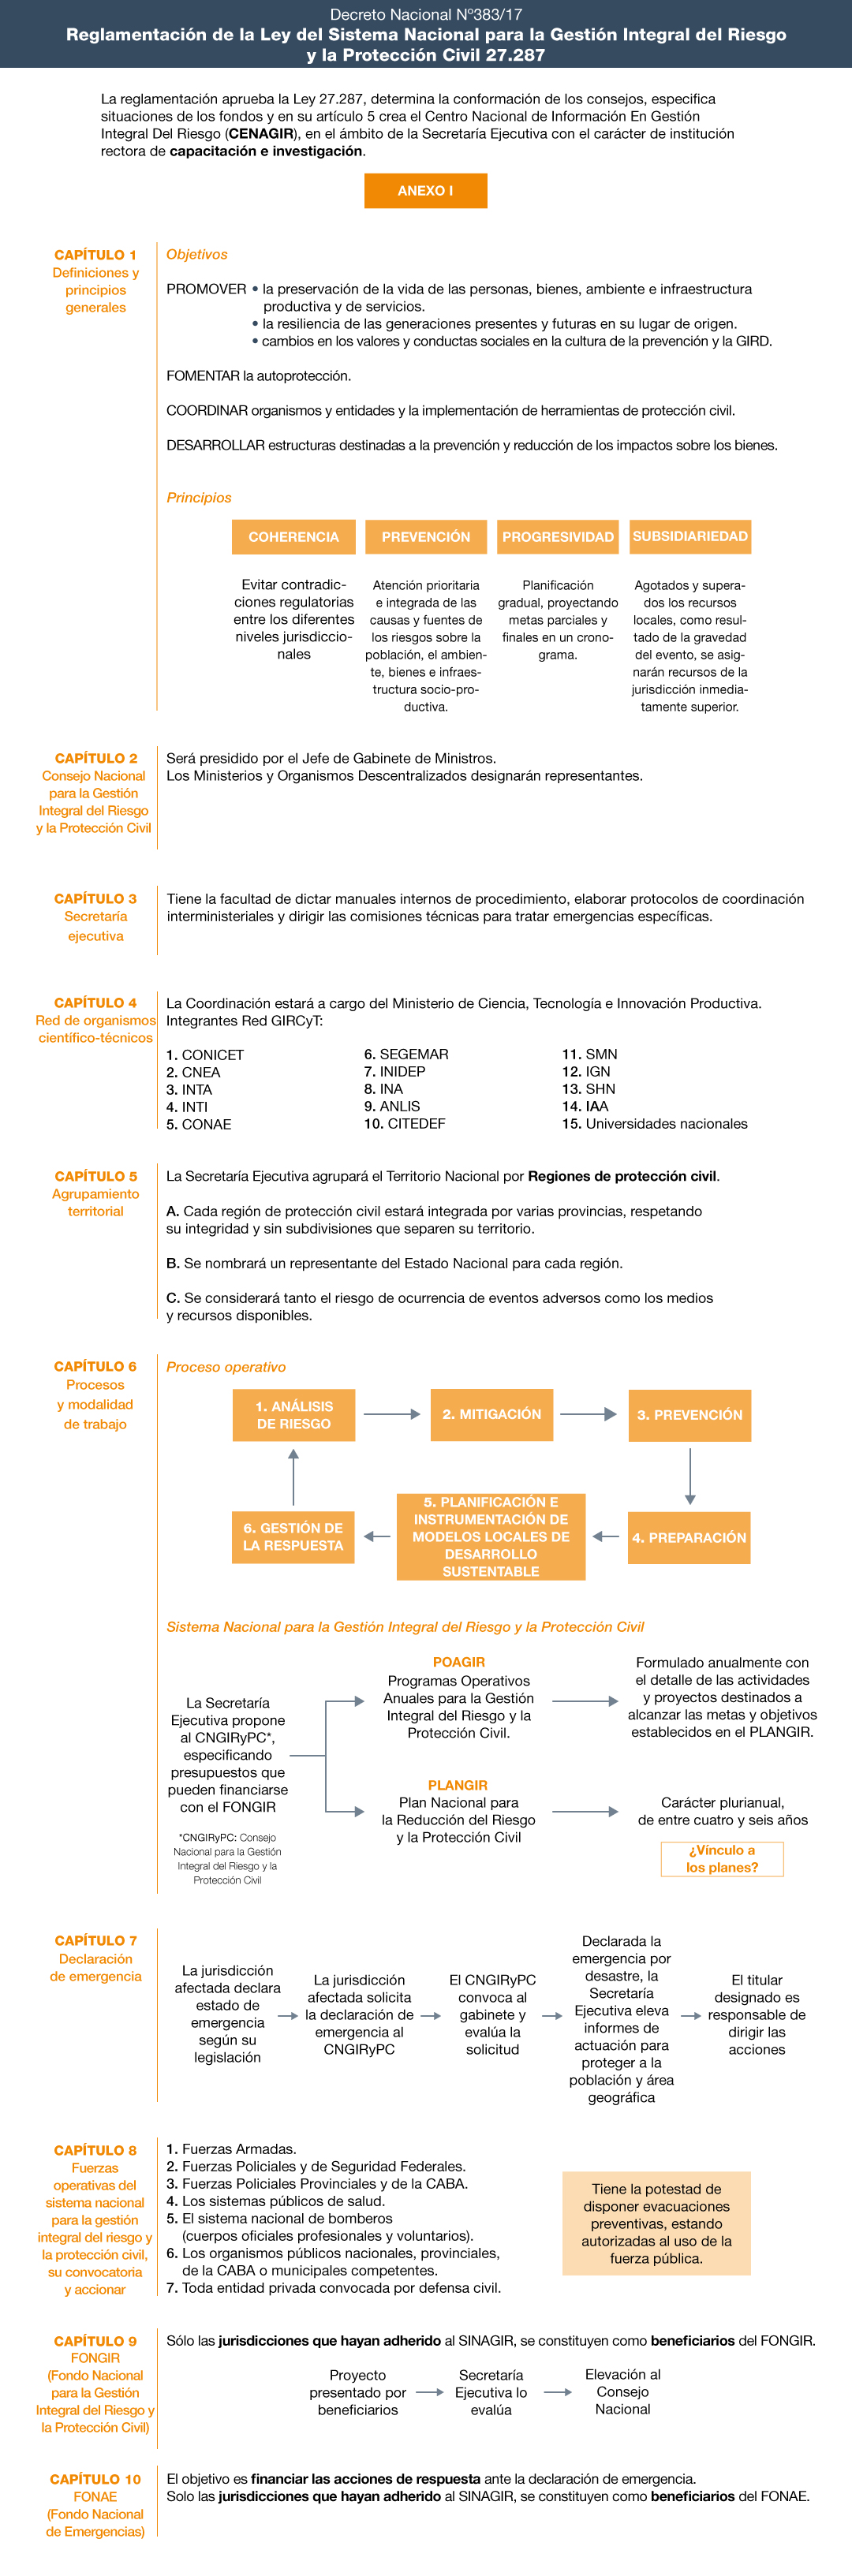 Decreto Nacional Nº383/17
Reglamentación de la Ley del Sistema Nacional para la Gestión Integral del Riesgo
y la Protección Civil 27.287
La reglamentación aprueba la Ley 27.287, determina la conformación de los consejos, especifica
situaciones de los fondos y en su artículo 5 crea el Centro Nacional de Información En Gestión
Integral Del Riesgo (CENAGIR), en el ámbito de la Secretaría Ejecutiva con el carácter de institución
rectora de capacitación e investigación.
ANEXO I
CAPÍTULO 1
Definiciones y
principios
generales
Objetivos
PROMOVER • la preservación de la vida de las personas, bienes, ambiente e infraestructura
productiva y de servicios.
• la resiliencia de las generaciones presentes y futuras en su lugar de origen.
• cambios en los valores y conductas sociales en la cultura de la prevención y la GIRD.
FOMENTAR la autoprotección.
COORDINAR organismos y entidades y la implementación de herramientas de protección civil.
DESARROLLAR estructuras destinadas a la prevención y reducción de los impactos sobre los bienes.
Principios
COHERENCIA
Evitar contradic-
ciones regulatorias
entre los diferentes
niveles jurisdiccio-
nales
PREVENCIÓN
Atención prioritaria
e integrada de las
causas y fuentes de
los riesgos sobre la
población, el ambien-
te, bienes e infraes-
tructura socio-pro-
ductiva.
PROGRESIVIDAD
Planificación
gradual, proyectando
metas parciales y
finales en un crono-
grama.
SUBSIDIARIEDAD
Agotados y supera-
dos los recursos
locales, como resul-
tado de la gravedad
del evento, se asig-
narán recursos de la
jurisdicción inmedia-
tamente superior.
CAPÍTULO 2
Consejo Nacional
para la Gestión
Integral del Riesgo
y la Protección Civil
Será presidido por el Jefe de Gabinete de Ministros.
Los Ministerios y Organismos Descentralizados designarán representantes.
CAPÍTULO 3
Secretaría
ejecutiva
Tiene la facultad de dictar manuales internos de procedimiento, elaborar protocolos de coordinación
interministeriales y dirigir las comisiones técnicas para tratar emergencias específicas.
CAPÍTULO 4
Red de organismos
científico-técnicos
La Coordinación estará a cargo del Ministerio de Ciencia, Tecnología e Innovación Productiva.
Integrantes Red GIRCyT:
1. CONICET
2. CNEA
3. INTA
4. INTI
5. CONAE
6. SEGEMAR
7. INIDEP
8. INA
9. ANLIS
10. CITEDEF
11. SMN
12. IGN
13. SHN
14. IAA
15. Universidades nacionales
CAPÍTULO 5
Agrupamiento
territorial
La Secretaría Ejecutiva agrupará el Territorio Nacional por Regiones de protección civil.
A. Cada región de protección civil estará integrada por varias provincias, respetando
su integridad y sin subdivisiones que separen su territorio.
B. Se nombrará un representante del Estado Nacional para cada región.
C. Se considerará tanto el riesgo de ocurrencia de eventos adversos como los medios
y recursos disponibles.
CAPÍTULO 6
Procesos
y modalidad
de trabajo
Proceso operativo
1. ANÁLISIS
DE RIESGO
2. MITIGACIÓN
3. PREVENCIÓN
4. PREPARACIÓN
5. PLANIFICACIÓN E
INSTRUMENTACIÓN DE
MODELOS LOCALES DE
DESARROLLO
SUSTENTABLE
6. GESTIÓN DE
LA RESPUESTA
Sistema Nacional para la Gestión Integral del Riesgo y la Protección Civil
La Secretaría
Ejecutiva propone
al CNGIRyPC*,
especificando
presupuestos que
pueden financiarse
con el FONGIR
*CNGIRyPC: Consejo
Nacional para la Gestión
Integral del Riesgo y la
Protección Civil
POAGIR
Programas Operativos
Anuales para la Gestión
Integral del Riesgo y la
Protección Civil.
Formulado anualmente con
el detalle de las actividades
y proyectos destinados a
alcanzar las metas y objetivos
establecidos en el PLANGIR.
PLANGIR
Plan Nacional para
la Reducción del Riesgo
y la Protección Civil
Carácter plurianual,
de entre cuatro y seis años
¿Vínculo a
los planes?
CAPÍTULO 7
Declaración
de emergencia
La jurisdicción
afectada declara
estado de
emergencia
según su
legislación
La jurisdicción
afectada solicita
la declaración de
emergencia al
CNGIRyPC
El CNGIRyPC
convoca al
gabinete y
evalúa la
solicitud
Declarada la
emergencia por
desastre, la
Secretaría
Ejecutiva eleva
informes de
actuación para
proteger a la
población y área
geográfica
El titular
designado es
responsable de
dirigir las
acciones
CAPÍTULO 8
Fuerzas
operativas del
sistema nacional
para la gestión
integral del riesgo y
la protección civil,
su convocatoria
y accionar
1. Fuerzas Armadas.
2. Fuerzas Policiales y de Seguridad Federales.
3. Fuerzas Policiales Provinciales y de la CABA.
4. Los sistemas públicos de salud.
5. El sistema nacional de bomberos
(cuerpos oficiales profesionales y voluntarios).
6. Los organismos públicos nacionales, provinciales,
de la CABA o municipales competentes.
7. Toda entidad privada convocada por defensa civil.
Tiene la potestad de
disponer evacuaciones
preventivas, estando
autorizadas al uso de la
fuerza pública.
CAPÍTULO 9
FONGIR
(Fondo Nacional
para la Gestión
Integral del Riesgo y
la Protección Civil)
Sólo las jurisdicciones que hayan adherido al SINAGIR, se constituyen como beneficiarios del FONGIR.
Proyecto
presentado por
beneficiarios
Secretaría
Ejecutiva lo
evalúa
Elevación al
Consejo
Nacional
CAPÍTULO 10
FONAE
(Fondo Nacional
de Emergencias)
El objetivo es financiar las acciones de respuesta ante la declaración de emergencia.
Solo las jurisdicciones que hayan adherido al SINAGIR, se constituyen como beneficiarios del FONAE.